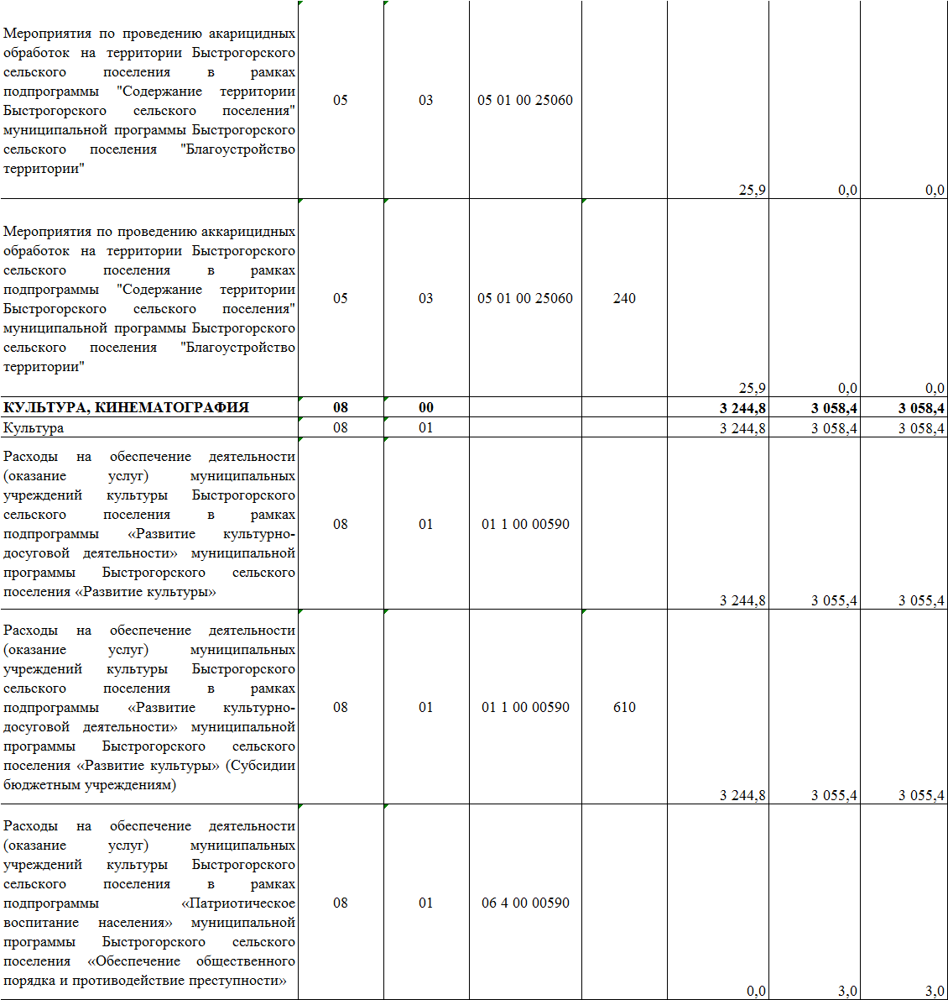 Мероприятия по проведению акарицидных
обработок на территории Быстрогорского
сельского поселения в рамках
подпрограммы "Содержание территории
Быстрогорского сельского поселения"
муниципальной программы Быстрогорского
сельского поселения "Благоустройство
территории"
05 03 05 01 00 25060
25,9 0,0 0,0
Мероприятия по проведению аккарицидных
обработок на территории Быстрогорского
сельского поселения в рамках
подпрограммы "Содержание территории
Быстрогорского сельского поселения"
муниципальной программы Быстрогорского
сельского поселения "Благоустройство
территории"
05 03 05 01 00 25060 240
25,9 0,0 0,0
КУЛЬТУРА, КИНЕМАТОГРАФИЯ 08 00 3 244,8 3 058,4 3 058,4
Культура 08 01 3 244,8 3 058,4 3 058,4
Расходы на обеспечение деятельности
(оказание услуг) муниципальных
учреждений культуры Быстрогорского
сельского поселения в рамках
подпрограммы «Развитие культурно-
досуговой деятельности» муниципальной
программы Быстрогорского сельского
поселения «Развитие культуры»
08 01 01 1 00 00590
3 244,8 3 055,4 3 055,4
Расходы на обеспечение деятельности
(оказание услуг) муниципальных
учреждений культуры Быстрогорского
сельского поселения в рамках
подпрограммы «Развитие культурно-
досуговой деятельности» муниципальной
программы Быстрогорского сельского
поселения «Развитие культуры» (Субсидии
бюджетным учреждениям)
08 01 01 1 00 00590 610
3 244,8 3 055,4 3 055,4
Расходы на обеспечение деятельности
(оказание услуг) муниципальных
учреждений культуры Быстрогорского
сельского поселения в рамках
подпрограммы «Патриотическое
воспитание населения» муниципальной
программы Быстрогорского сельского
поселения «Обеспечение общественного
порядка и противодействие преступности»
08 01 06 4 00 00590
0,0 3,0 3,0